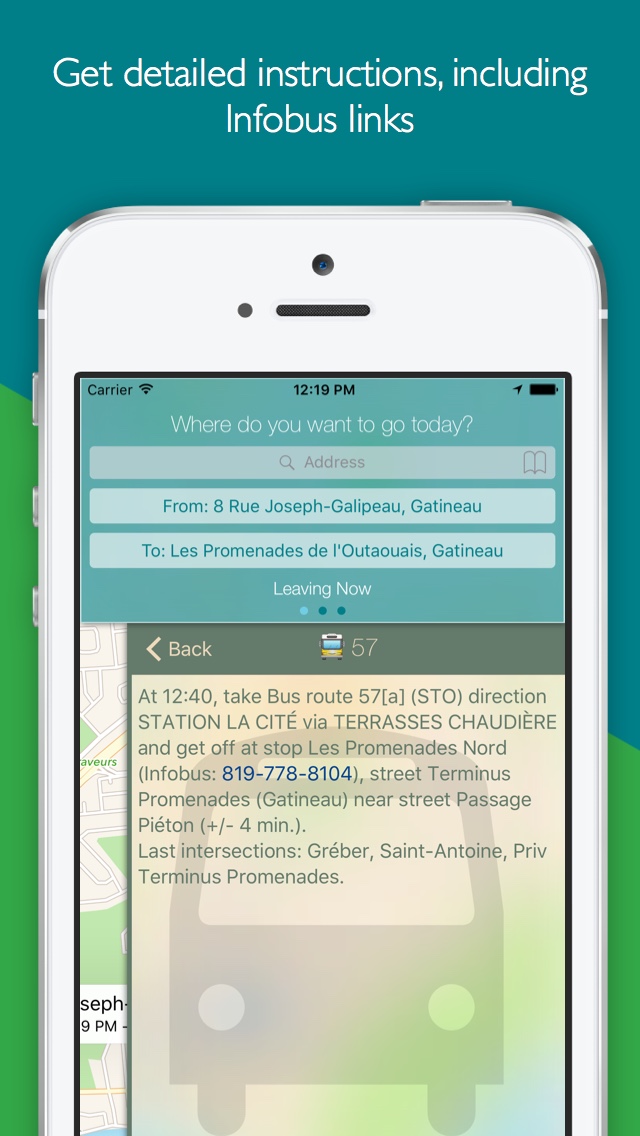 Get detailed instructions, including
Infobus links
Carrier 12:19 PM
Where do you want to go today?
Address
From: 8 Rue Joseph-Galipeau, Gatineau
To: Les Promenades de l'Outaouais, Gatineau
Leaving Now
Back 57
At 12:40, take Bus route 57[a] (STO) direction
STATION LA CITÉ via TERRASSES CHAUDIÈRE
and get off at stop Les Promenades Nord
(Infobus: 819-778-8104), street Terminus
Promenades (Gatineau) near street Passage
Piéton (+/- 4 min.).
Last intersections: Gréber, Saint-Antoine, Priv
Terminus Promenades.
aveurs
seph-
9 PM -